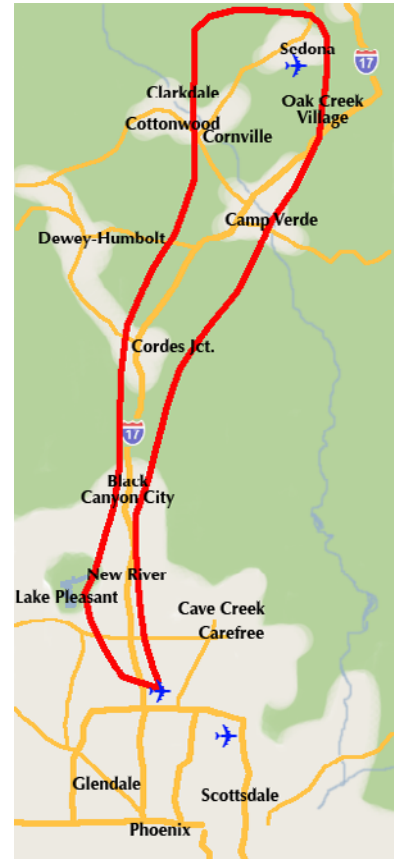 Sedona
17
Clarkdale
Oak Creek
Village
Cottonwood
Cornville
Camp Verde
Dewey-Humbolt
Cordes Jct.
17
Black
Canyon City
New River
Lake Pleasant
Cave Creek
Carefree
Glendale
Scottsdale
Phoenix